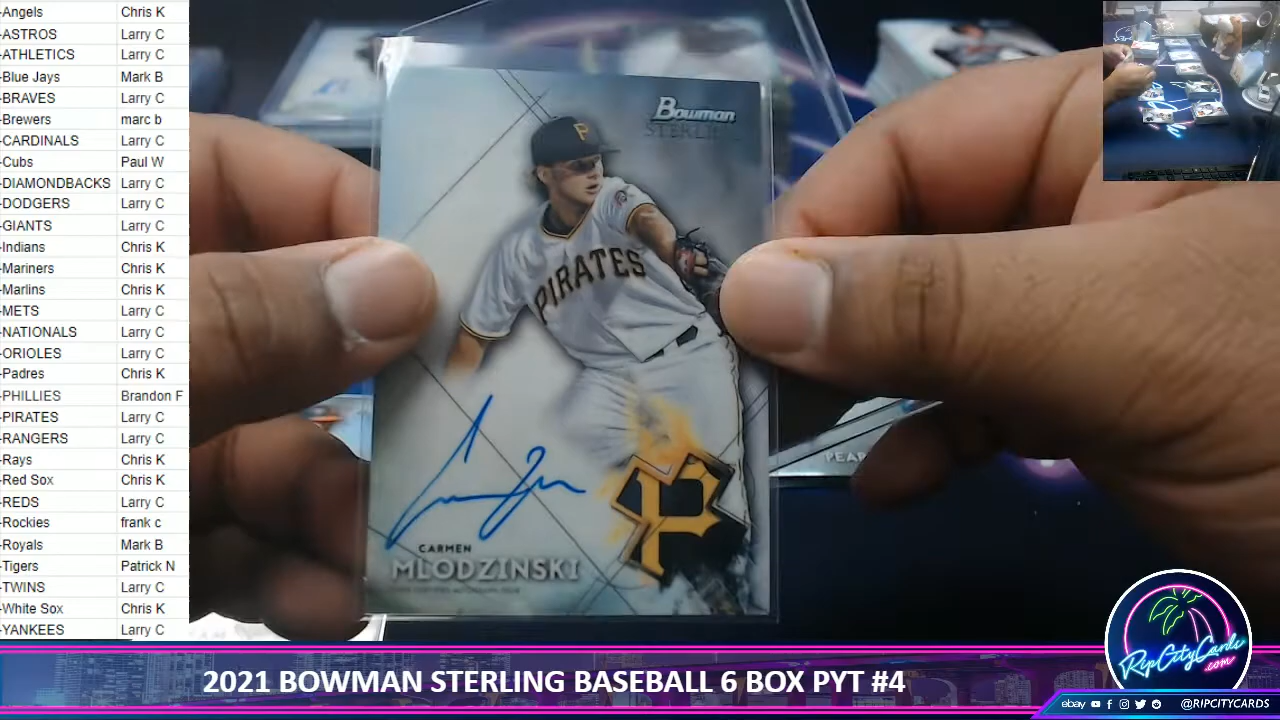 -Angels Chris K
-ASTROS Larry C
-ATHLETICS Larry C
-Blue Jays Mark B
-BRAVES Larry C
-Brewers marc b
-CARDINALS Larry C
-Cubs Paul W
-DIAMONDBACKS Larry C
-DODGERS Larry C
-GIANTS Larry C
-Indians Chris K
-Mariners Chris K
-Marlins Chris K
-METS Larry C
-NATIONALS Larry C
-ORIOLES Larry C
-Padres Chris K
-PHILLIES Brandon F
-PIRATES Larry C
-RANGERS Larry C
-Rays Chris K
-Red Sox Chris K
-REDS Larry C
-Rockies frank c
-Royals Mark B
-Tigers Patrick N
-TWINS Larry C
-White Sox Chris K
-YANKEES Larry C
Bowman
P
PIRATES
P
CARMEN
MLODZINSKI
PEAR
RipCityCards
.com
2021 BOWMAN STERLING BASEBALL 6 BOX PYT #4
ebay @RIPCITYCARDS